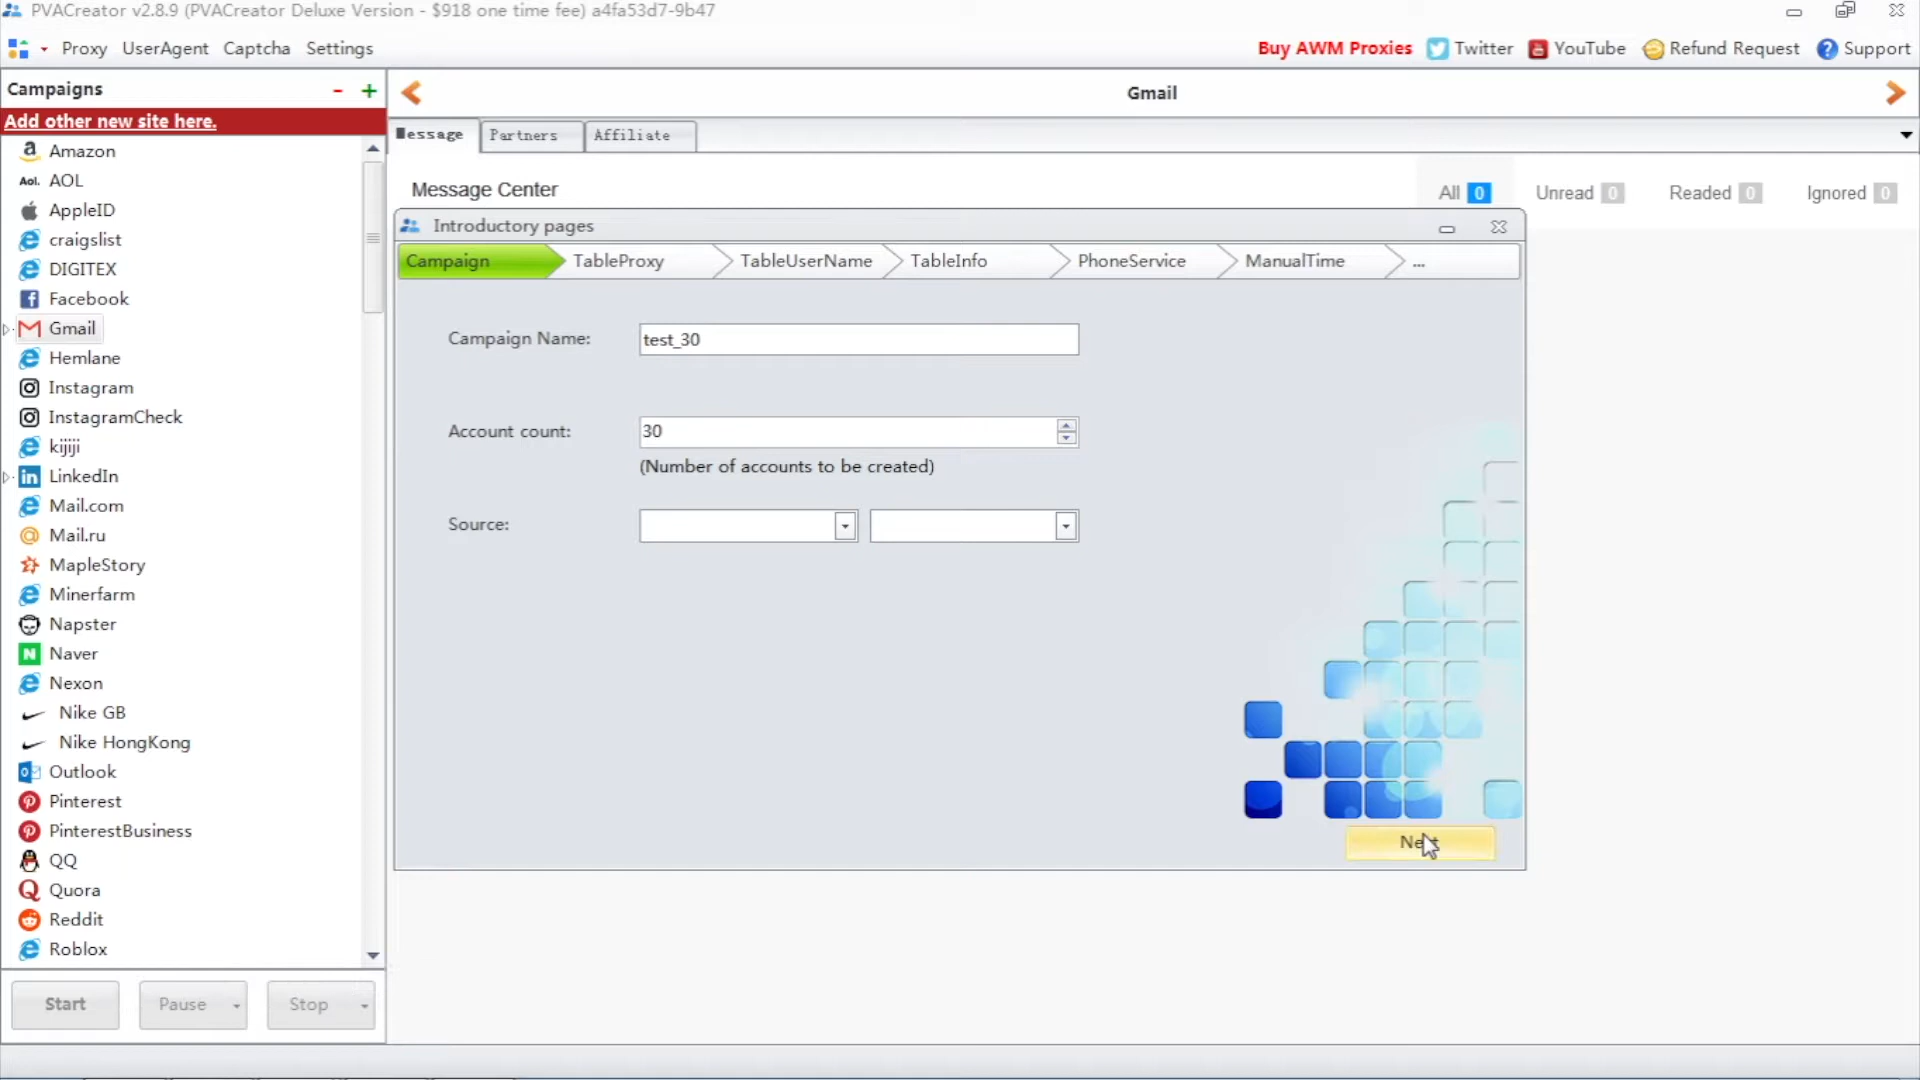 PVACreator v2.8.9 (PVACreator Deluxe Version - $918 one time fee) a4fa53d7-9b47
Proxy UserAgent Captcha Settings
Buy AWM Proxies Twitter YouTube Refund Request Support
Campaigns - +
Gmail
Add other new site here.
Message Partners Affiliate
Amazon
AOL
AppleID
craigslist
DIGITEX
Facebook
Gmail
Hemlane
Instagram
InstagramCheck
kijiji
LinkedIn
Mail.com
Mail.ru
MapleStory
Minerfarm
Napster
Naver
Nexon
Nike GB
Nike HongKong
Outlook
Pinterest
PinterestBusiness
QQ
Quora
Reddit
Roblox
Start Pause Stop
Message Center
All 0 Unread 0 Readed 0 Ignored 0
Introductory pages
Campaign TableProxy TableUserName TableInfo PhoneService ManualTime ...
Campaign Name: test_30
Account count: 30
(Number of accounts to be created)
Source:
Next